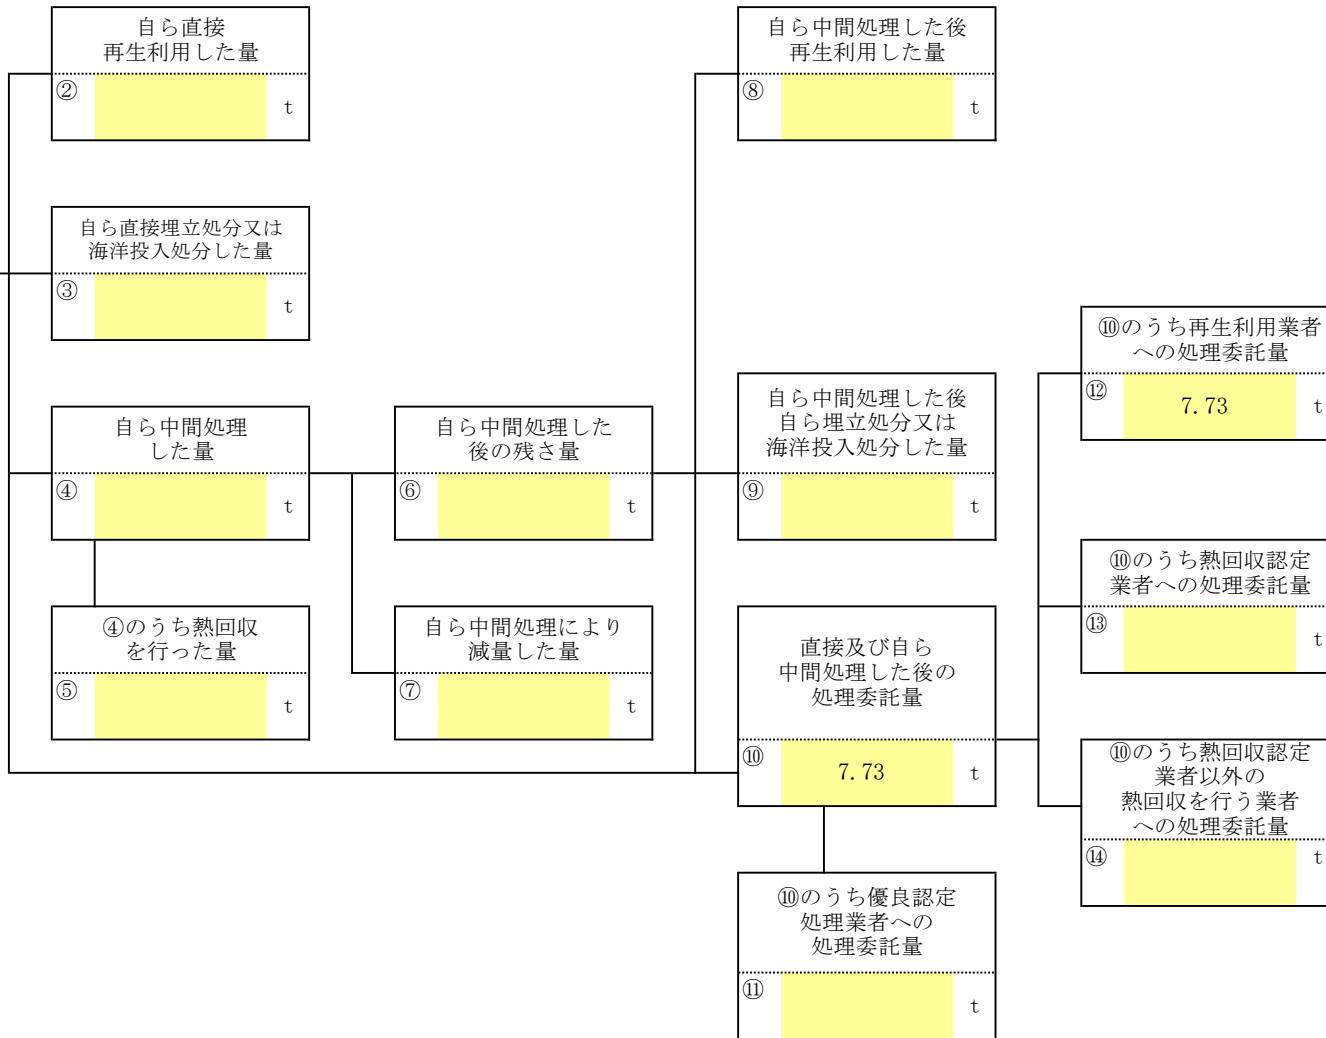 自ら直接
再生利用した量
②
t
自ら中間処理した後
再生利用した量
⑧
t
自ら直接埋立処分又は
海洋投入処分した量
③
t
⑩のうち再生利用業者
への処理委託量
⑫
7.73
t
自ら中間処理
した量
④
t
自ら中間処理した
後の残さ量
⑥
t
自ら中間処理した後
自ら埋立処分又は
海洋投入処分した量
⑨
t
⑩のうち熱回収認定
業者への処理委託量
⑬
t
④のうち熱回収
を行った量
⑤
t
自ら中間処理により
減量した量
⑦
t
直接及び自ら
中間処理した後の
処理委託量
⑩
7.73
t
⑩のうち熱回収認定
業者以外の
熱回収を行う業者
への処理委託量
⑭
t
⑩のうち優良認定
処理業者への
処理委託量
⑪
t